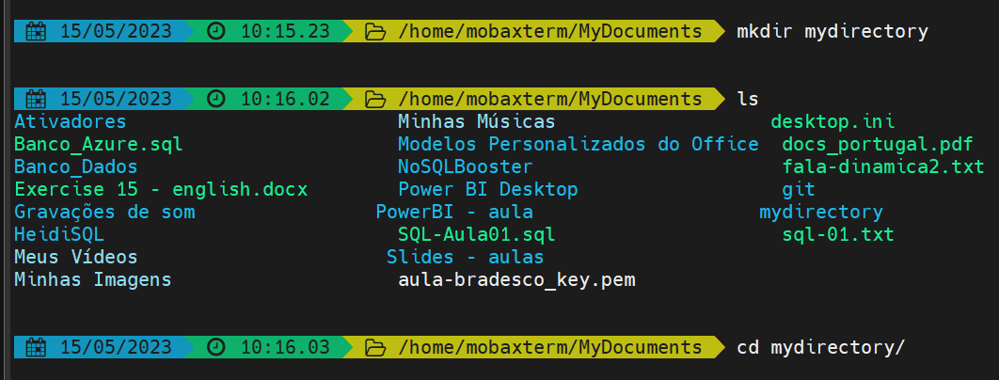 15/05/2023 10:15.23 /home/mobaxterm/MyDocuments mkdir mydirectory
15/05/2023 10:16.02 /home/mobaxterm/MyDocuments ls
Ativadores Minhas Músicas desktop.ini
Banco_Azure.sql Modelos Personalizados do Office docs_portugal.pdf
Banco_Dados NoSQLBooster fala-dinamica2.txt
Exercise 15 - english.docx Power BI Desktop git
Gravações de som PowerBI - aula mydirectory
HeidiSQL SQL-Aula01.sql sql-01.txt
Meus Vídeos Slides - aulas
Minhas Imagens aula-bradesco_key.pem
15/05/2023 10:16.03 /home/mobaxterm/MyDocuments cd mydirectory/